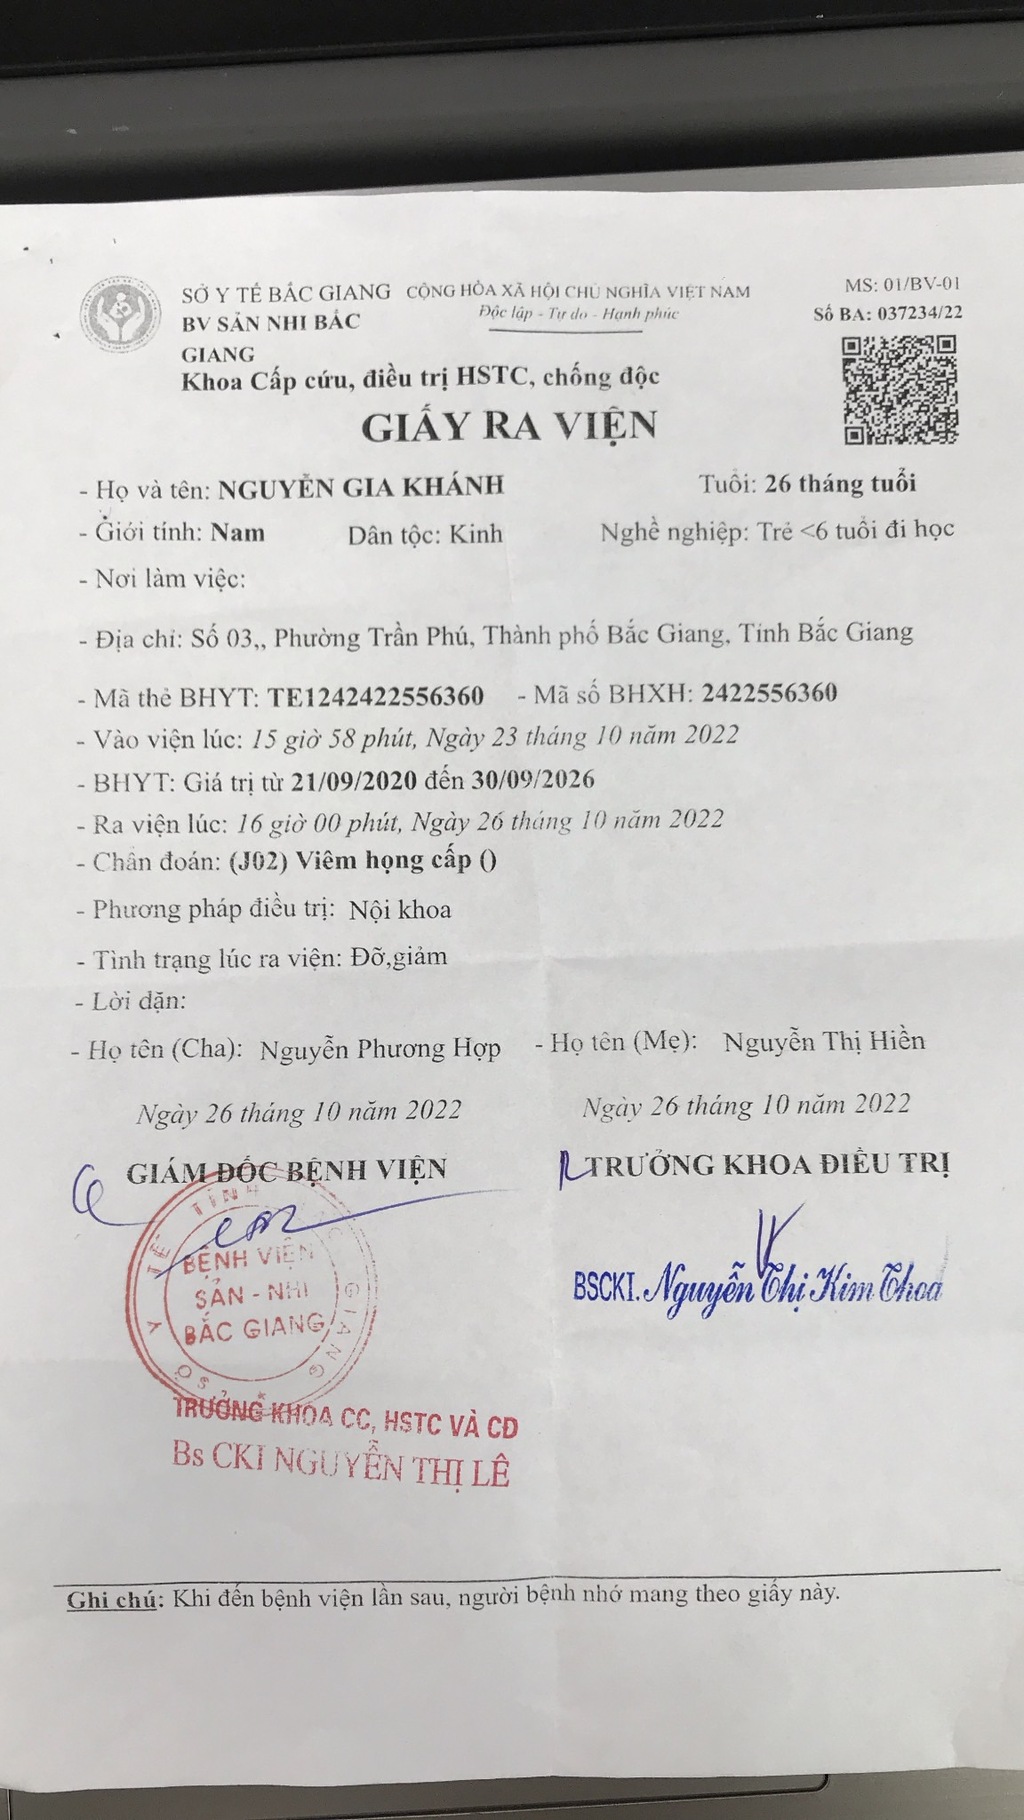 SỞ Y TẾ BẮC GIANG
BV SẢN NHI BẮC
GIANG
Khoa Cấp cứu, điều trị HSTC, chống độc
CỘNG HÒA XÃ HỘI CHỦ NGHĨA VIỆT NAM
Độc lập - Tự do - Hạnh phúc
MS: 01/BV-01
Số BA: 037234/22
GIẤY RA VIỆN
- Họ và tên: NGUYỄN GIA KHÁNH Tuổi: 26 tháng tuổi
- Giới tính: Nam Dân tộc: Kinh Nghề nghiệp: Trẻ <6 tuổi đi học
- Nơi làm việc:
- Địa chỉ: Số 03,, Phường Trần Phú, Thành phố Bắc Giang, Tỉnh Bắc Giang
- Mã thẻ BHYT: TE1242422556360 - Mã số BHXH: 2422556360
- Vào viện lúc: 15 giờ 58 phút, Ngày 23 tháng 10 năm 2022
- BHYT: Giá trị từ 21/09/2020 đến 30/09/2026
- Ra viện lúc: 16 giờ 00 phút, Ngày 26 tháng 10 năm 2022
- Chẩn đoán: (J02) Viêm họng cấp ()
- Phương pháp điều trị: Nội khoa
- Tình trạng lúc ra viện: Đỡ,giảm
- Lời dặn:
- Họ tên (Cha): Nguyễn Phương Hợp - Họ tên (Mẹ): Nguyễn Thị Hiền
Ngày 26 tháng 10 năm 2022 Ngày 26 tháng 10 năm 2022
GIÁM ĐỐC BỆNH VIỆN TRƯỞNG KHOA ĐIỀU TRỊ
SỞ Y TẾ TỈNH BẮC GIANG
BỆNH VIỆN
SẢN - NHI
BẮC GIANG
BSCKI. Nguyễn Thị Kim Thoa
TRƯỞNG KHOA CC, HSTC VÀ CĐ
Bs CKI NGUYỄN THỊ LÊ
Ghi chú: Khi đến bệnh viện lần sau, người bệnh nhớ mang theo giấy này.